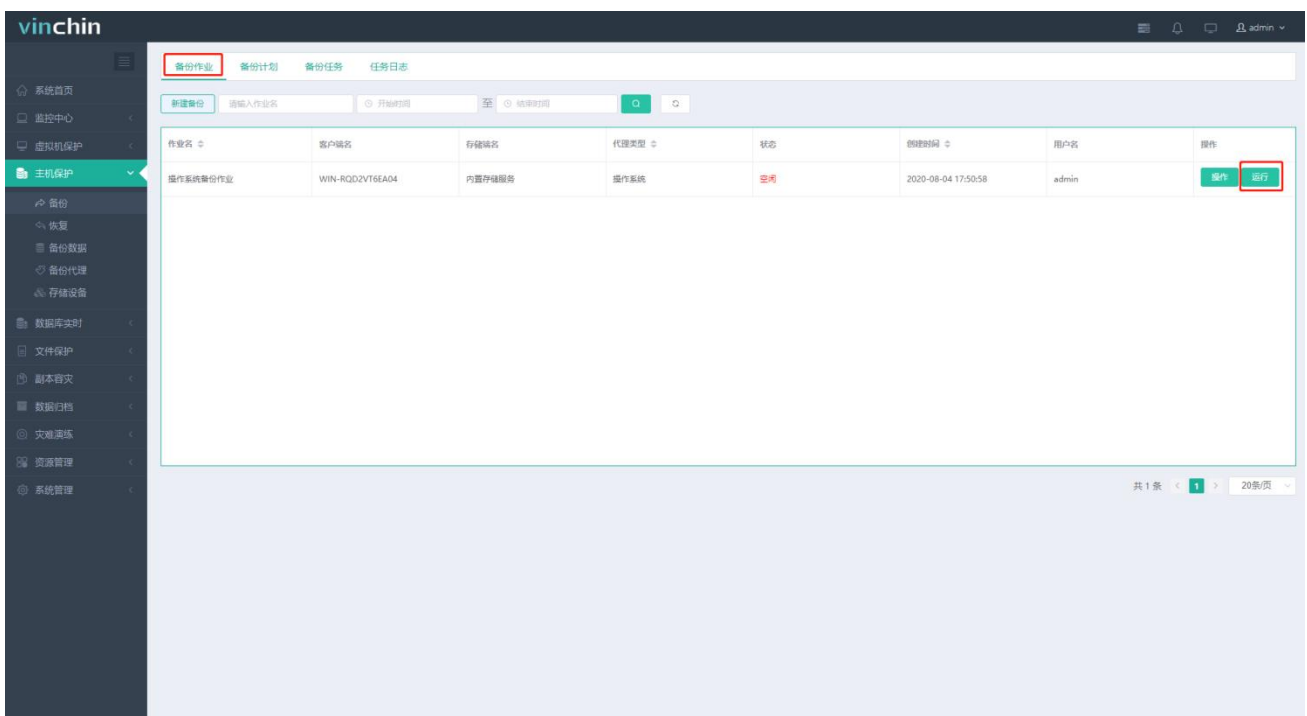 vinchin
admin
备份作业 备份计划 备份任务 任务日志
系统首页
监控中心
虚拟机保护
主机保护
备份
恢复
备份数据
备份代理
存储设备
数据库实时
文件保护
副本容灾
数据归档
灾难演练
资源管理
系统管理
新建备份 请输入作业名 开始时间 至 结束时间
作业名 客户端名 存储端名 代理类型 状态 创建时间 用户名 操作
操作系统备份作业 WIN-RQD2VT6EA04 内置存储服务 操作系统 空闲 2020-08-04 17:50:58 admin 操作 运行
共 1 条 1 20条/页